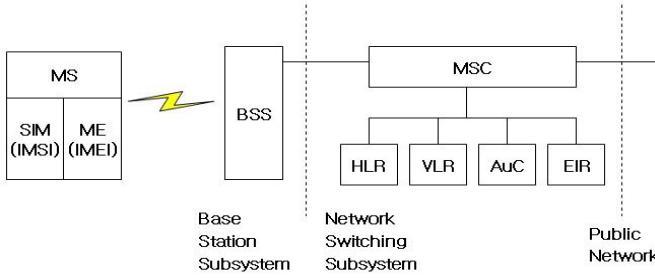 MS
SIM
(IMSI)
ME
(IMEI)
BSS
MSC
HLR
VLR
AuC
EIR
Base
Station
Subsystem
Network
Switching
Subsystem
Public
Network